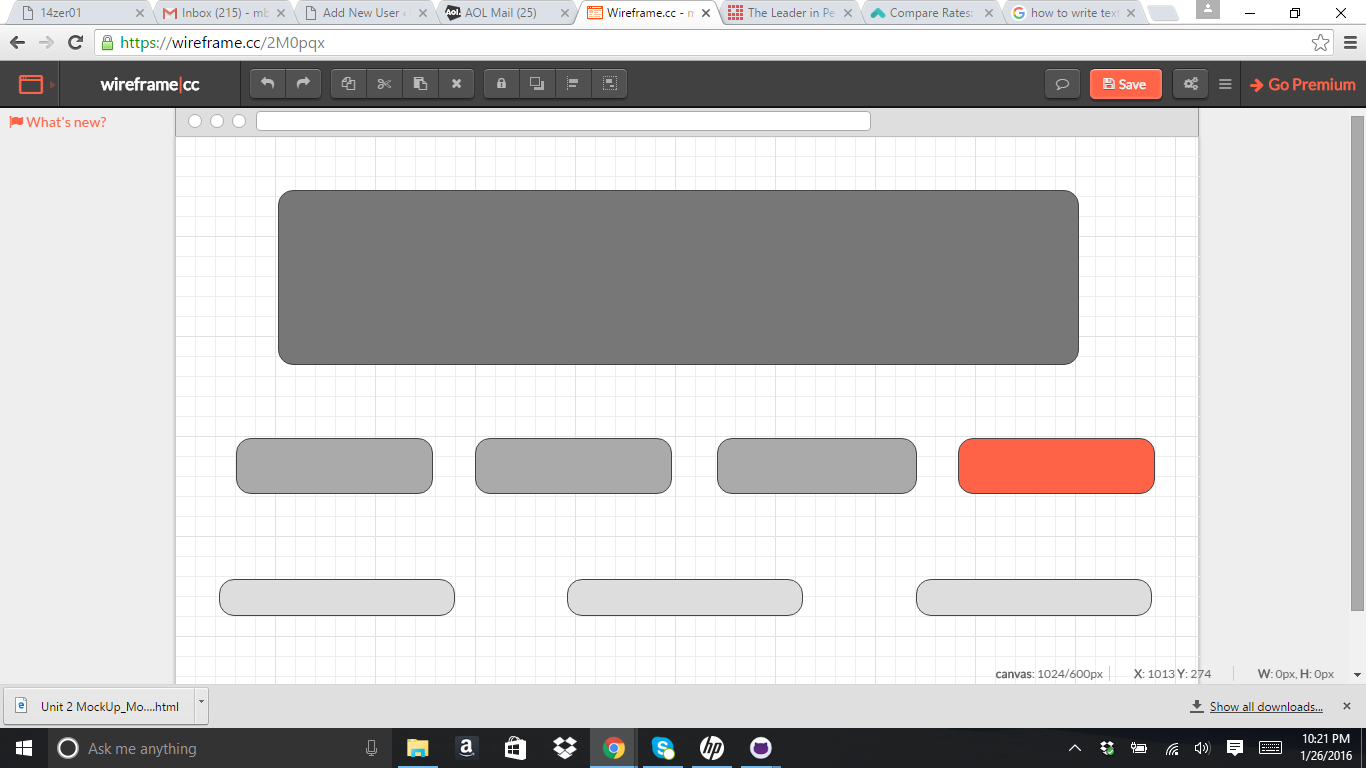 14zer01
Inbox (215) - mb
Add New User
Aol. AOL Mail (25)
Wireframe.cc - m
The Leader in Pe
Compare Rates:
how to write text
https://wireframe.cc/2M0pqx
wireframe|cc
Save
Go Premium
What's new?
canvas: 1024/600px
X: 1013 Y: 274
W: 0px, H: 0px
Unit 2 MockUp_Mo....html
Show all downloads...
Ask me anything
a
hp
10:21 PM
1/26/2016